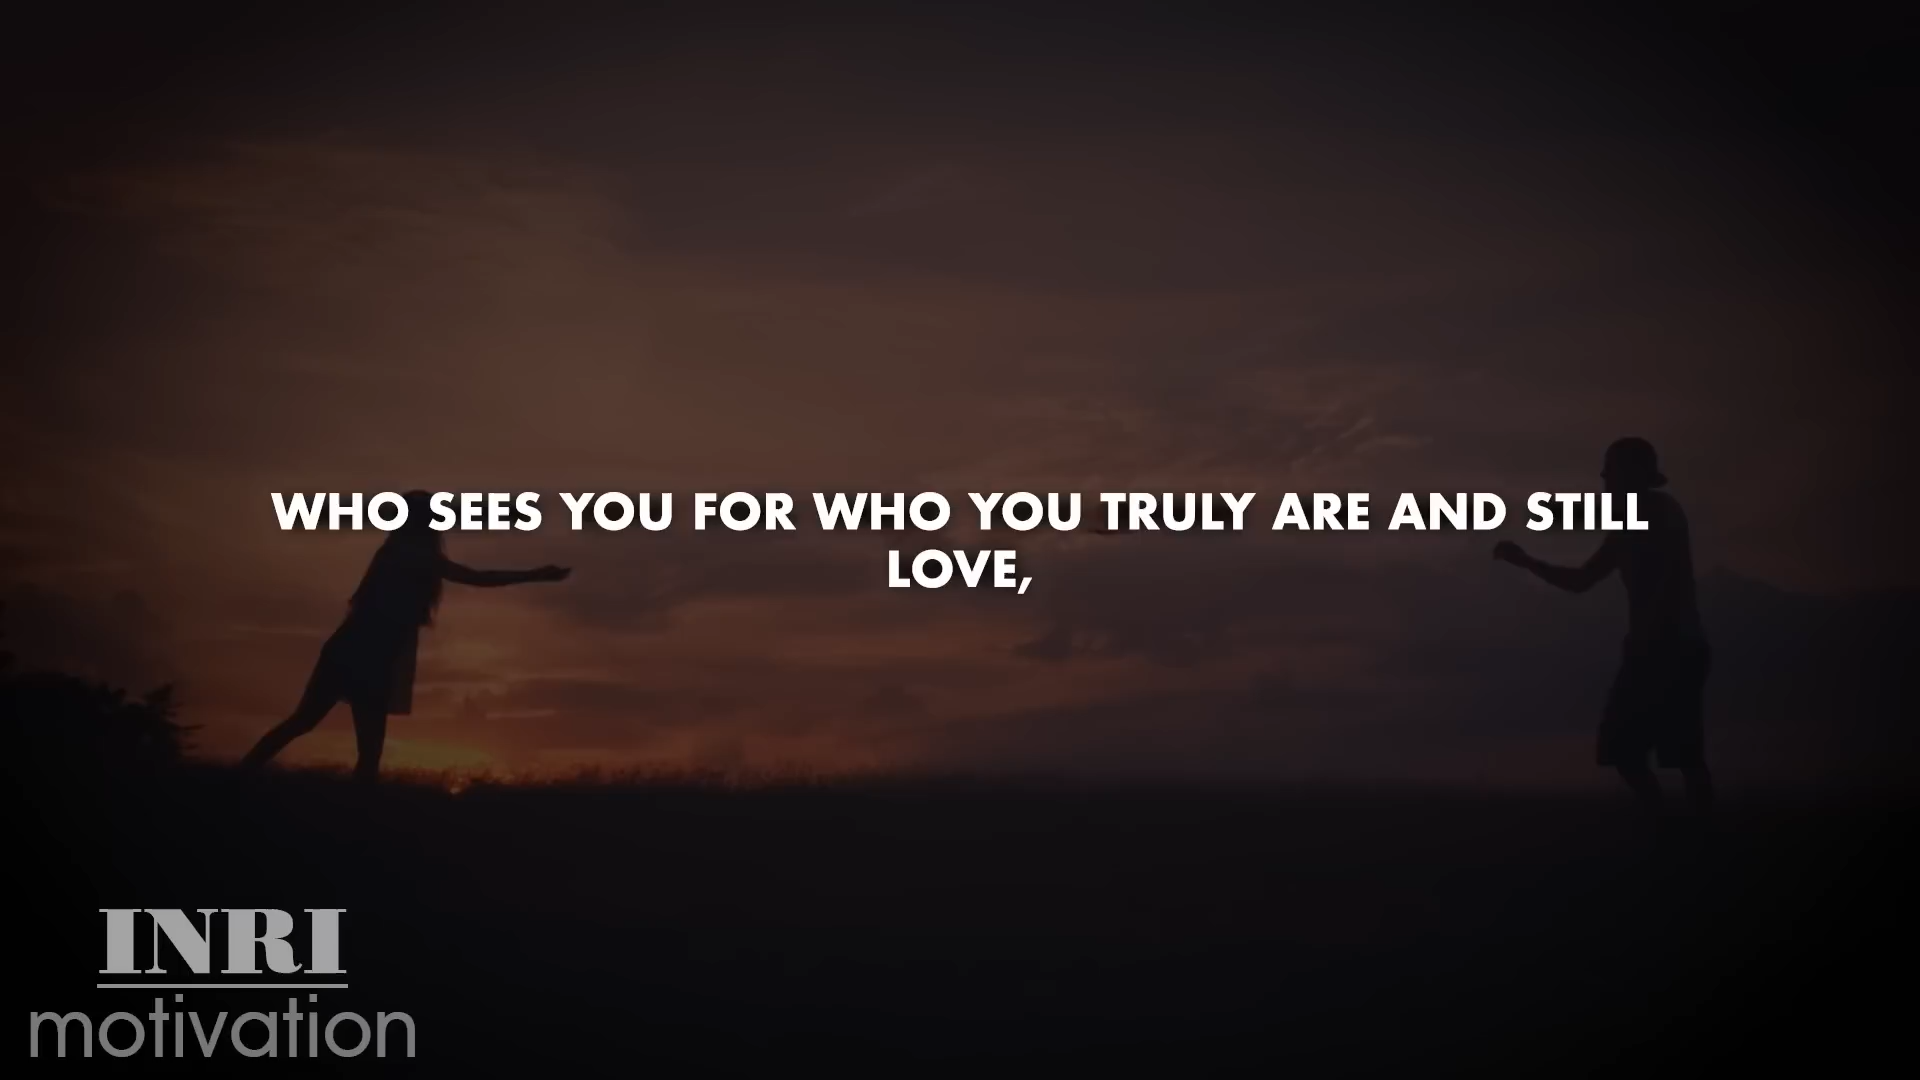 WHO SEES YOU FOR WHO YOU TRULY ARE AND STILL
LOVE,
INRI
motivation